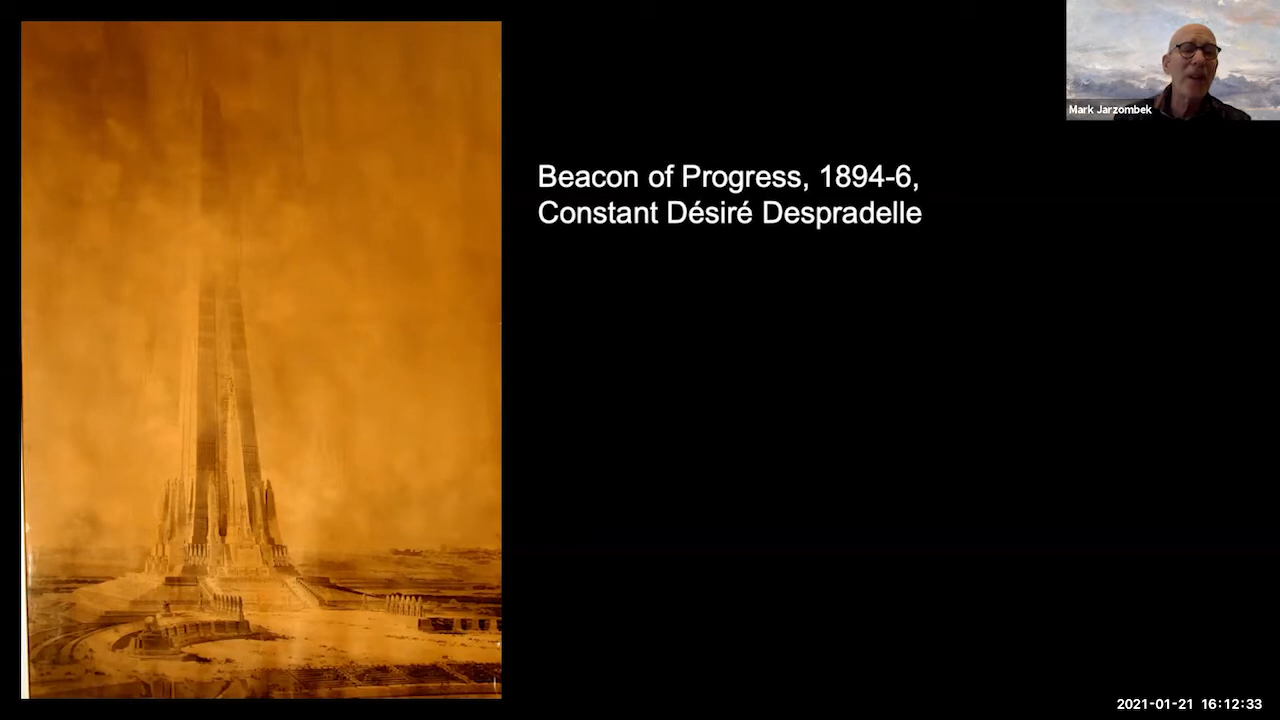 Mark Jarzombek
Beacon of Progress, 1894-6,
Constant Désiré Despradelle
2021-01-21 16:12:33